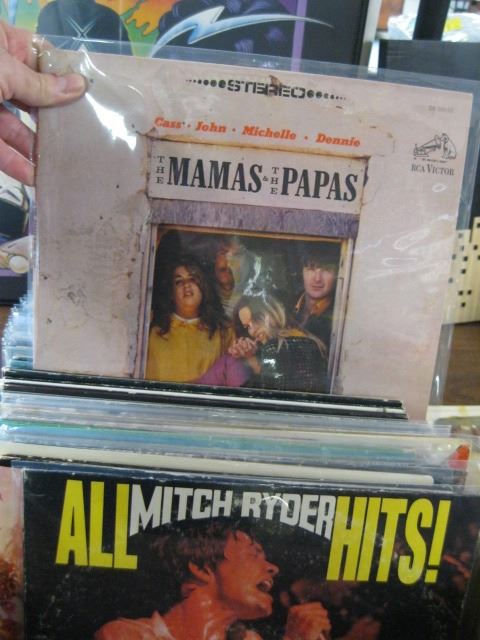 STEREO
Cass • John • Michelle • Dennie
THE MAMAS & THE PAPAS
RCA VICTOR
ALL MITCH RYDER HITS!